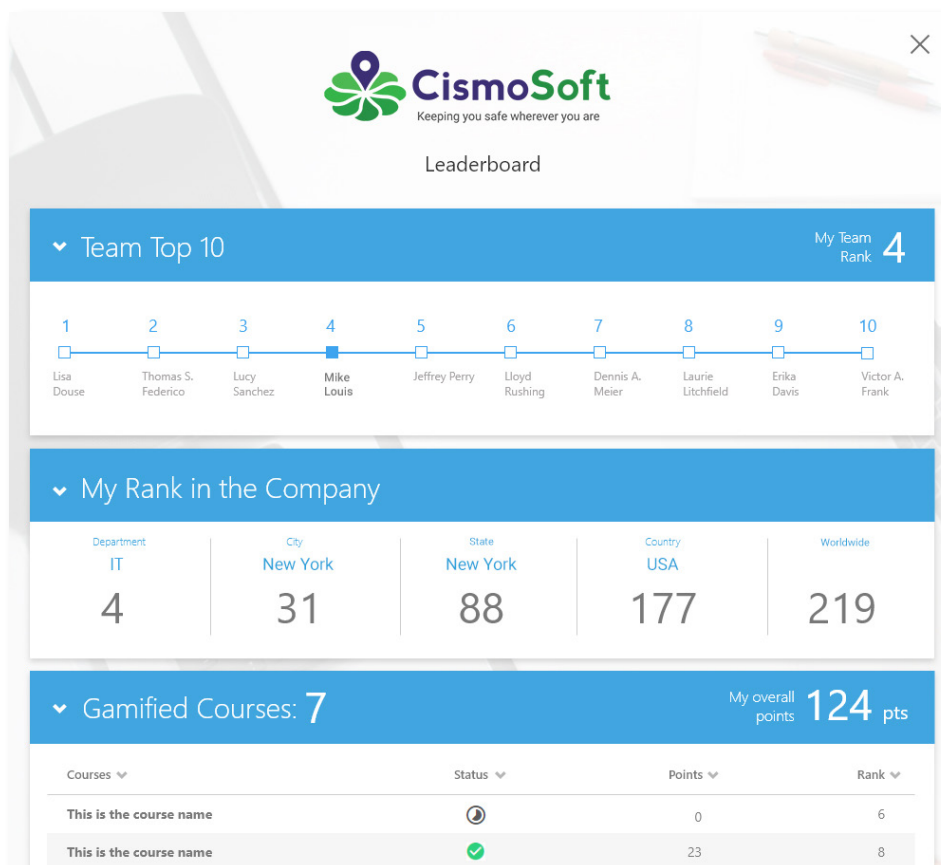 CismoSoft
Keeping you safe wherever you are
Leaderboard
Team Top 10
My Team
Rank
4
1 2 3 4 5 6 7 8 9 10
Lisa Thomas S. Lucy Mike Jeffrey Perry Lloyd Dennis A. Laurie Erika Victor A.
Douse Federico Sanchez Louis Rushing Meier Litchfield Davis Frank
My Rank in the Company
Department City State Country Worldwide
IT New York New York USA
4 31 88 177 219
Gamified Courses: 7
My overall
points
124 pts
Courses Status Points Rank
This is the course name 0 6
This is the course name 23 8